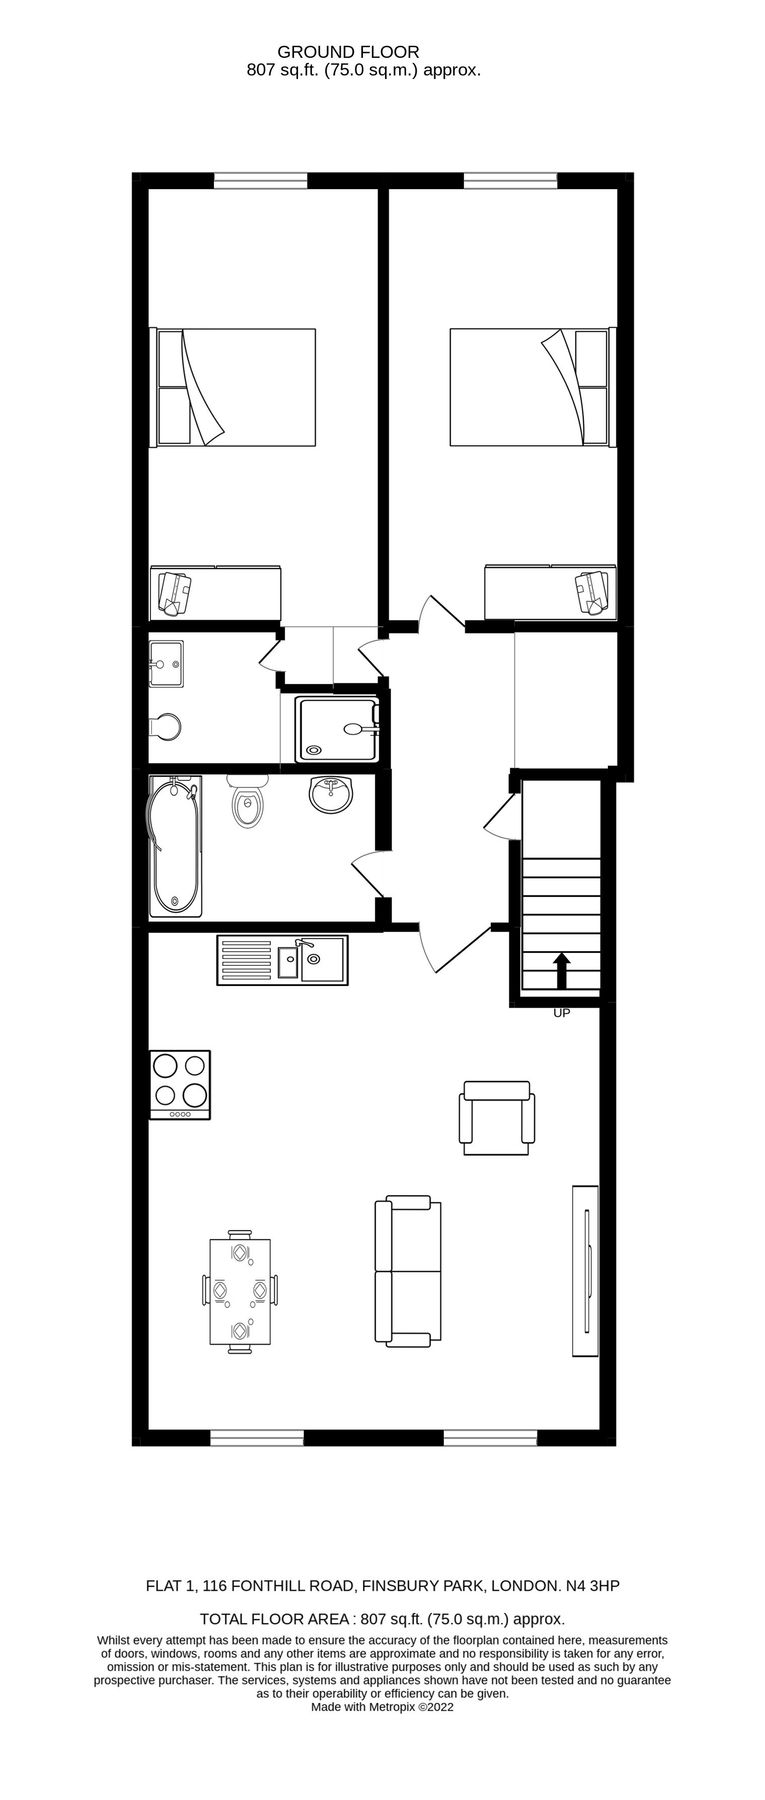 GROUND FLOOR
807 sq.ft. (75.0 sq.m.) approx.
UP
FLAT 1, 116 FONTHILL ROAD, FINSBURY PARK, LONDON. N4 3HP
TOTAL FLOOR AREA : 807 sq.ft. (75.0 sq.m.) approx.
Whilst every attempt has been made to ensure the accuracy of the floorplan contained here, measurements
of doors, windows, rooms and any other items are approximate and no responsibility is taken for any error,
omission or mis-statement. This plan is for illustrative purposes only and should be used as such by any
prospective purchaser. The services, systems and appliances shown have not been tested and no guarantee
as to their operability or efficiency can be given.
Made with Metropix ©2022